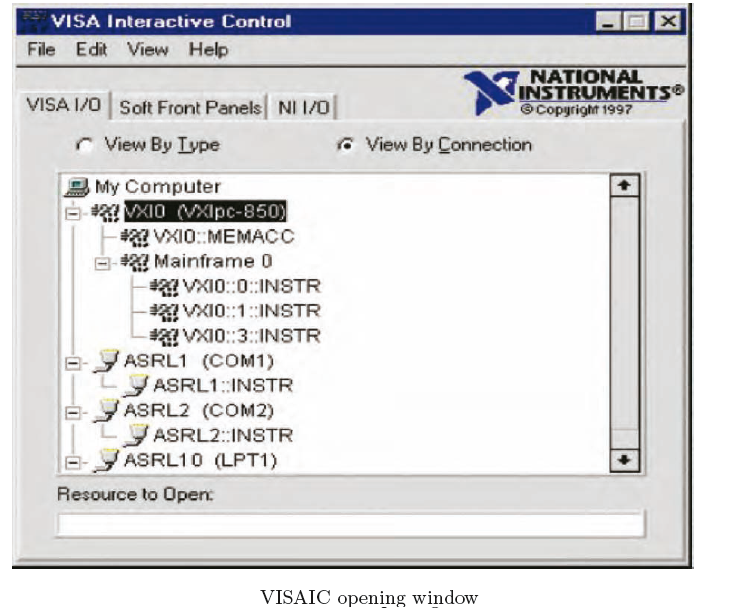 VISA Interactive Control
File Edit View Help
NATIONAL
INSTRUMENTS®
© Copyright 1997
VISA I/O Soft Front Panels NI I/O
View By Type View By Connection
My Computer
VXI0 (VXIpc-850)
VXI0::MEMACC
Mainframe 0
VXI0::0::INSTR
VXI0::1::INSTR
VXI0::3::INSTR
ASRL1 (COM1)
ASRL1::INSTR
ASRL2 (COM2)
ASRL2::INSTR
ASRL10 (LPT1)
Resource to Open:
VISAIC opening window